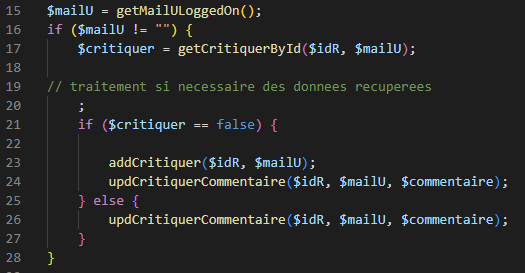 15 $mailU = getMailULoggedOn();
16 if ($mailU != "") {
17     $critiquer = getCritiquerById($idR, $mailU);
18
19 // traitement si necessaire des donnees recuperees
20     ;
21     if ($critiquer == false) {
22
23         addCritiquer($idR, $mailU);
24         updCritiquerCommentaire($idR, $mailU, $commentaire);
25     } else {
26         updCritiquerCommentaire($idR, $mailU, $commentaire);
27     }
28 }